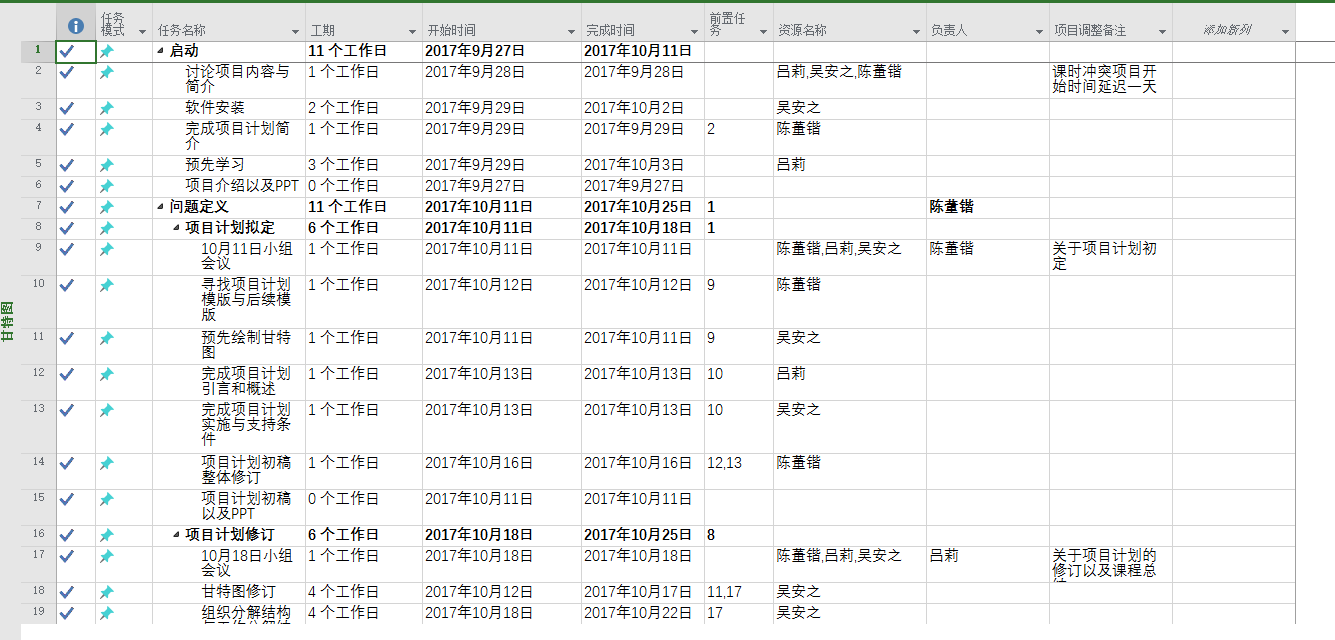 任务模式 任务名称 工期 开始时间 完成时间 前置任务 资源名称 负责人 项目调整备注 添加新列
1 启动 11 个工作日 2017年9月27日 2017年10月11日
2 讨论项目内容与简介 1 个工作日 2017年9月28日 2017年9月28日 吕莉,吴安之,陈堇锴 课时冲突项目开始时间延迟一天
3 软件安装 2 个工作日 2017年9月29日 2017年10月2日 吴安之
4 完成项目计划简介 1 个工作日 2017年9月29日 2017年9月29日 2 陈堇锴
5 预先学习 3 个工作日 2017年9月29日 2017年10月3日 吕莉
6 项目介绍以及PPT 0 个工作日 2017年9月27日 2017年9月27日
7 问题定义 11 个工作日 2017年10月11日 2017年10月25日 1 陈堇锴
8 项目计划拟定 6 个工作日 2017年10月11日 2017年10月18日 1
9 10月11日小组会议 1 个工作日 2017年10月11日 2017年10月11日 陈堇锴,吕莉,吴安之 陈堇锴 关于项目计划初定
10 寻找项目计划模版与后续模版 1 个工作日 2017年10月12日 2017年10月12日 9 陈堇锴
11 预先绘制甘特图 1 个工作日 2017年10月11日 2017年10月11日 9 吴安之
12 完成项目计划引言和概述 1 个工作日 2017年10月13日 2017年10月13日 10 吕莉
13 完成项目计划实施与支持条件 1 个工作日 2017年10月13日 2017年10月13日 10 吴安之
14 项目计划初稿整体修订 1 个工作日 2017年10月16日 2017年10月16日 12,13 陈堇锴
15 项目计划初稿以及PPT 0 个工作日 2017年10月11日 2017年10月11日
16 项目计划修订 6 个工作日 2017年10月18日 2017年10月25日 8
17 10月18日小组会议 1 个工作日 2017年10月18日 2017年10月18日 陈堇锴,吕莉,吴安之 吕莉 关于项目计划的修订以及课程总
18 甘特图修订 4 个工作日 2017年10月12日 2017年10月17日 11,17 吴安之
19 组织分解结构 4 个工作日 2017年10月18日 2017年10月22日 17 吴安之
甘特图